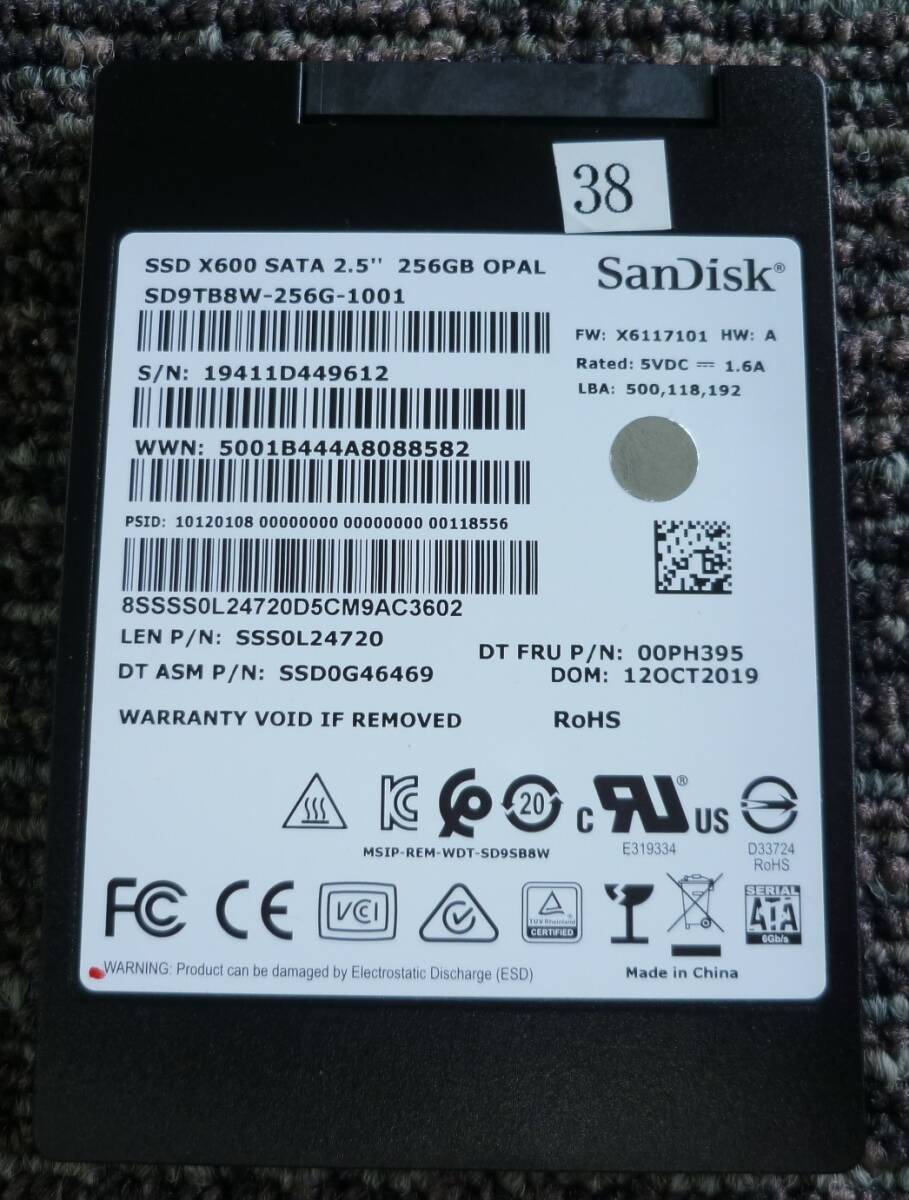 38
SSD X600 SATA 2.5'' 256GB OPAL
SanDisk®
SD9TB8W-256G-1001
FW: X6117101 HW: A
Rated: 5VDC ⎓ 1.6A
LBA: 500,118,192
S/N: 19411D449612
WWN: 5001B444A8088582
PSID: 10120108 00000000 00000000 00118556
8SSSS0L24720D5CM9AC3602
LEN P/N: SSS0L24720
DT FRU P/N: 00PH395
DT ASM P/N: SSD0G46469
DOM: 12OCT2019
WARRANTY VOID IF REMOVED
RoHS
20
C UR US ®
MSIP-REM-WDT-SD9SB8W
E319334
D33724
RoHS
FC CE VCI
TÜVRheinland
CERTIFIED
SERIAL
ATA
6Gb/s
WARNING: Product can be damaged by Electrostatic Discharge (ESD)
Made in China